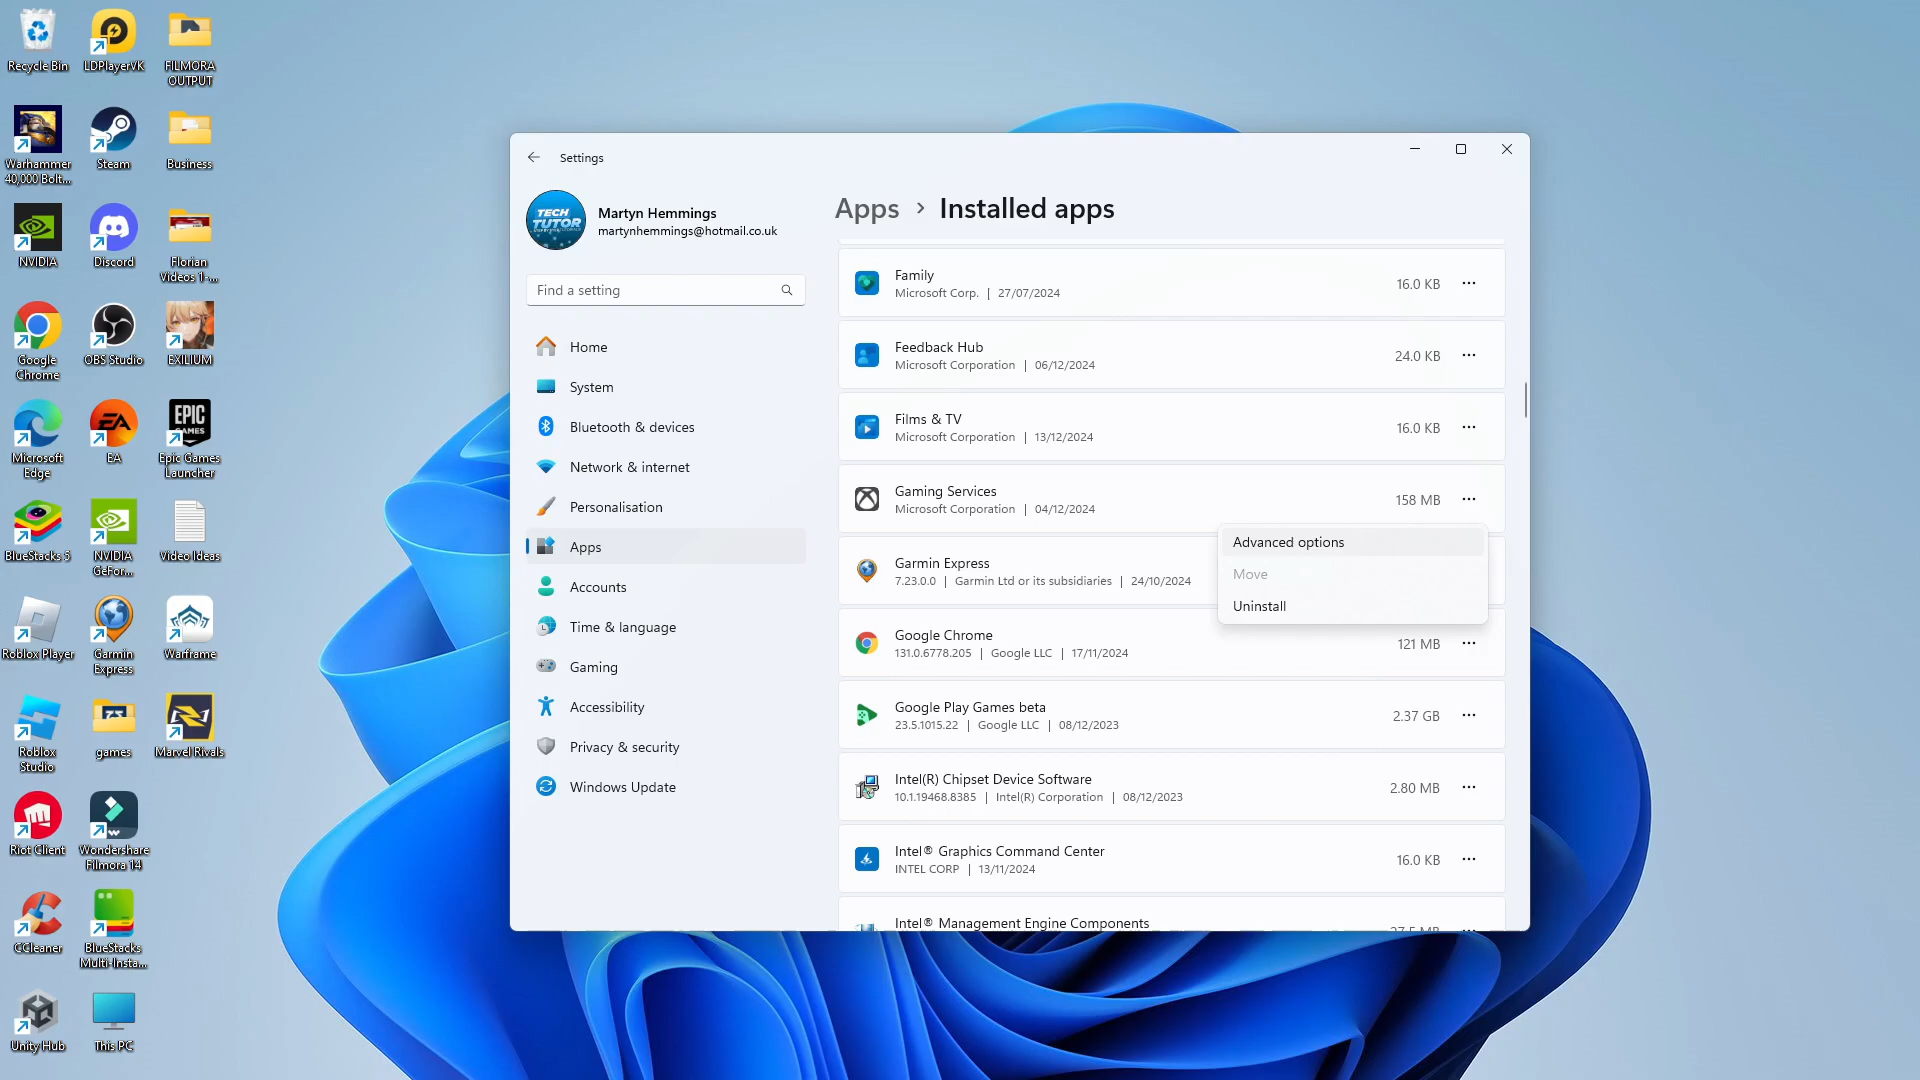 Recycle Bin
LDPlayerVK
FILMORA
OUTPUT
Warhammer
40,000 Bolt...
Steam
Business
NVIDIA
Discord
Florian
Videos 1-...
Google
Chrome
OBS Studio
EXILIUM
Microsoft
Edge
EA
EPIC
GAMES
Epic Games
Launcher
BlueStacks 5
NVIDIA
GeFor...
Video Ideas
Roblox Player
Garmin
Express
Warframe
Roblox
Studio
games
Marvel Rivals
Riot Client
Wondershare
Filmora 14
CCleaner
BlueStacks
Multi-Insta...
Unity Hub
This PC
Settings
TECH
TUTOR
Martyn Hemmings
martynhemmings@hotmail.co.uk
Find a setting
Home
System
Bluetooth & devices
Network & internet
Personalisation
Apps
Accounts
Time & language
Gaming
Accessibility
Privacy & security
Windows Update
Apps > Installed apps
Family
Microsoft Corp. | 27/07/2024
16.0 KB
Feedback Hub
Microsoft Corporation | 06/12/2024
24.0 KB
Films & TV
Microsoft Corporation | 13/12/2024
16.0 KB
Gaming Services
Microsoft Corporation | 04/12/2024
158 MB
Advanced options
Move
Uninstall
Garmin Express
7.23.0.0 | Garmin Ltd or its subsidiaries | 24/10/2024
Google Chrome
131.0.6778.205 | Google LLC | 17/11/2024
121 MB
Google Play Games beta
23.5.1015.22 | Google LLC | 08/12/2023
2.37 GB
Intel(R) Chipset Device Software
10.1.19468.8385 | Intel(R) Corporation | 08/12/2023
2.80 MB
Intel® Graphics Command Center
INTEL CORP | 13/11/2024
16.0 KB
Intel® Management Engine Components